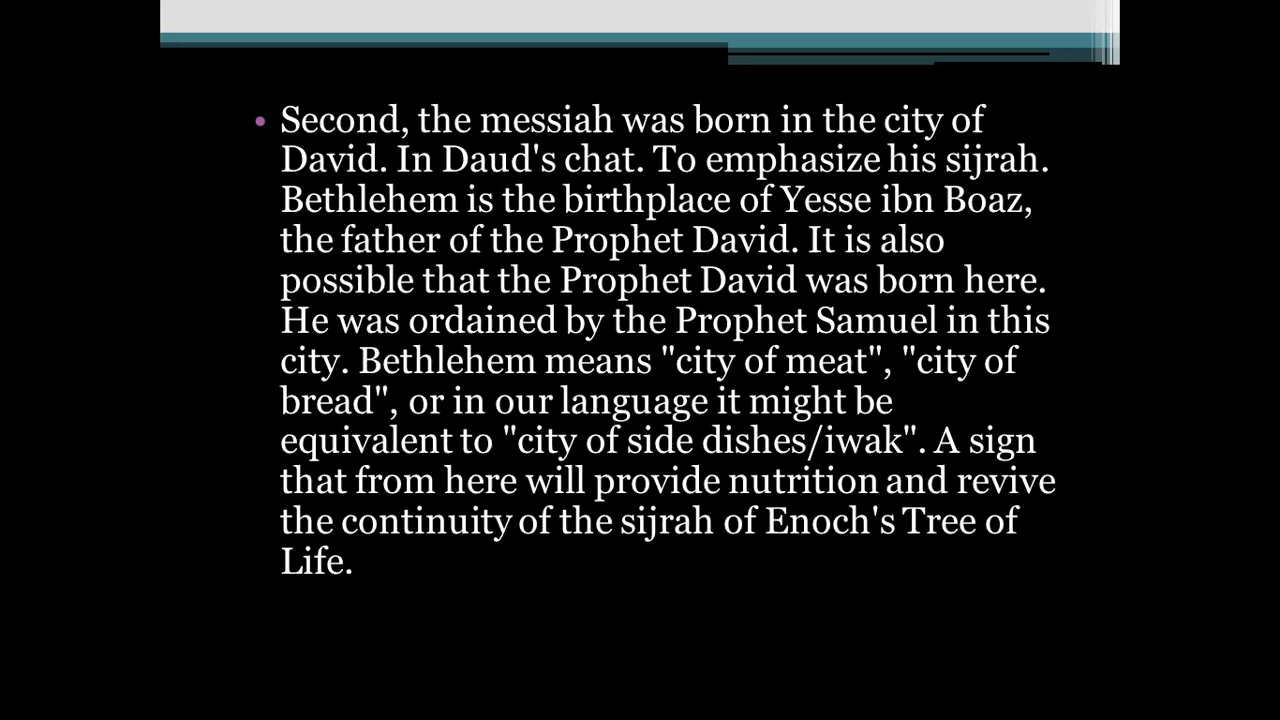 • Second, the messiah was born in the city of
David. In Daud's chat. To emphasize his sijrah.
Bethlehem is the birthplace of Yesse ibn Boaz,
the father of the Prophet David. It is also
possible that the Prophet David was born here.
He was ordained by the Prophet Samuel in this
city. Bethlehem means "city of meat", "city of
bread", or in our language it might be
equivalent to "city of side dishes/iwak". A sign
that from here will provide nutrition and revive
the continuity of the sijrah of Enoch's Tree of
Life.